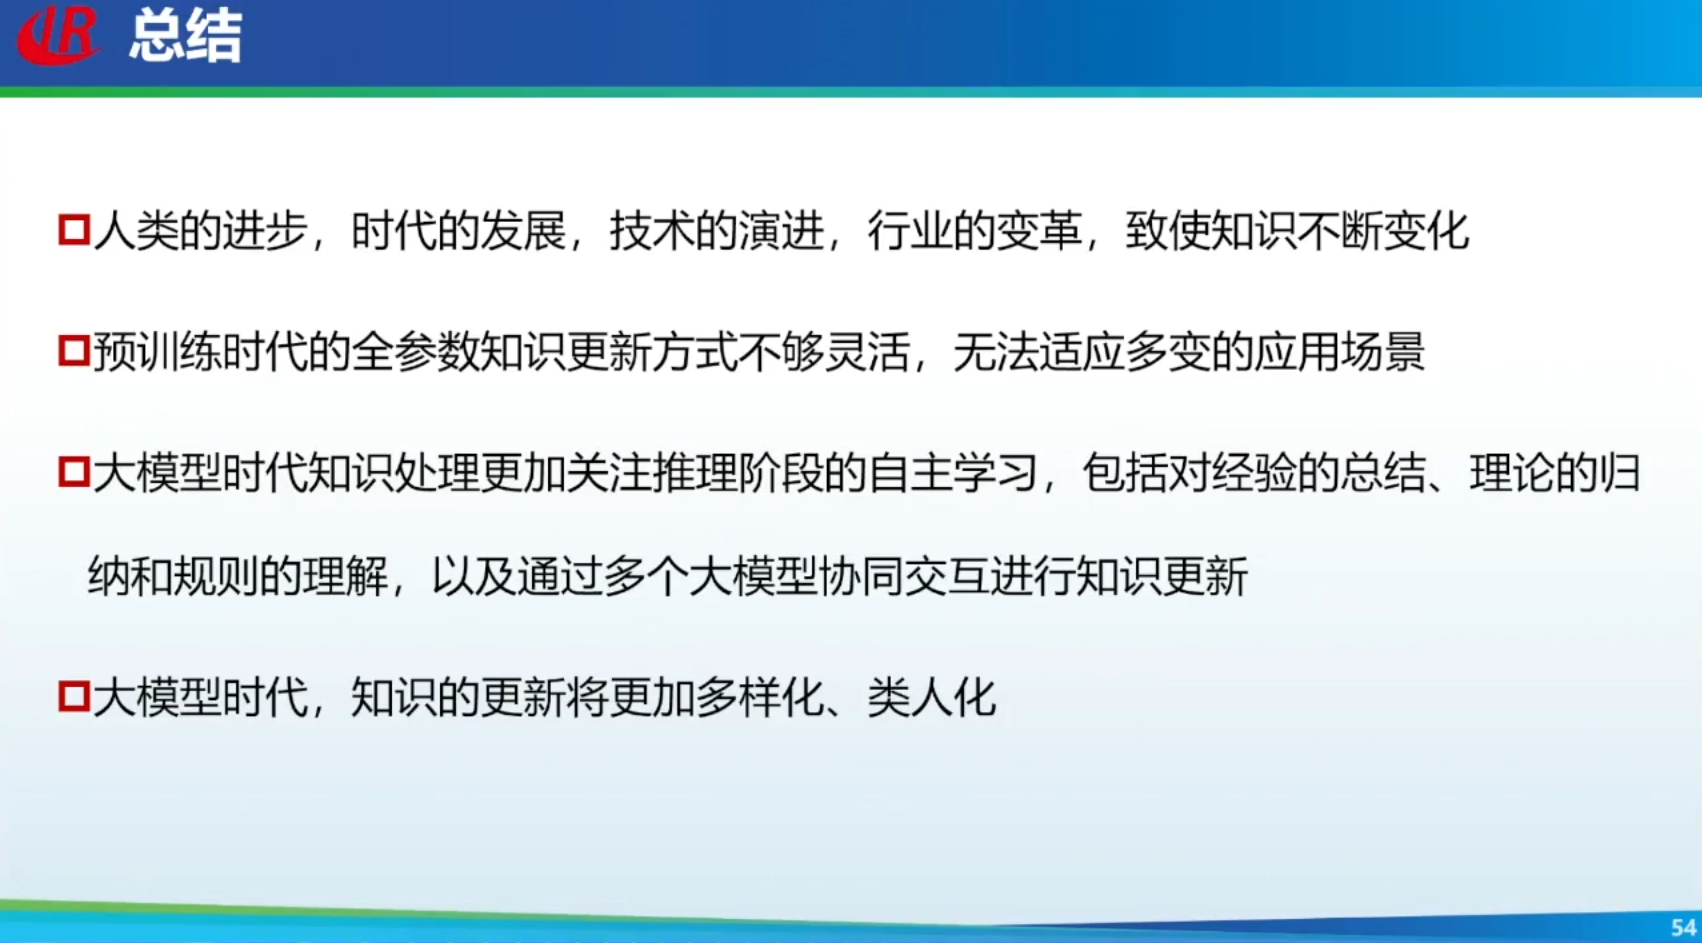 IR 总结
人类的进步，时代的发展，技术的演进，行业的变革，致使知识不断变化
预训练时代的全参数知识更新方式不够灵活，无法适应多变的应用场景
大模型时代知识处理更加关注推理阶段的自主学习，包括对经验的总结、理论的归
纳和规则的理解，以及通过多个大模型协同交互进行知识更新
大模型时代，知识的更新将更加多样化、类人化
54